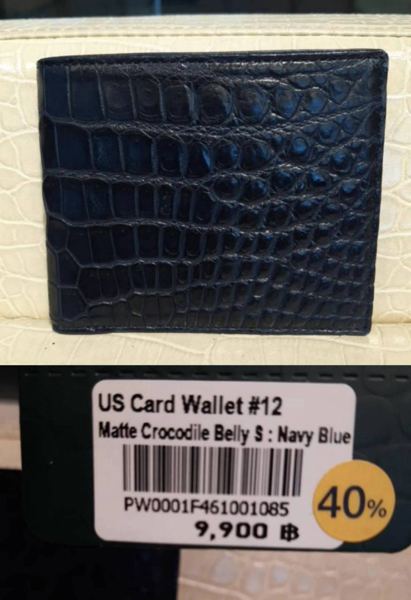 US Card Wallet #12
Matte Crocodile Belly S : Navy Blue
PW0001F461001085
9,900 ฿
40%